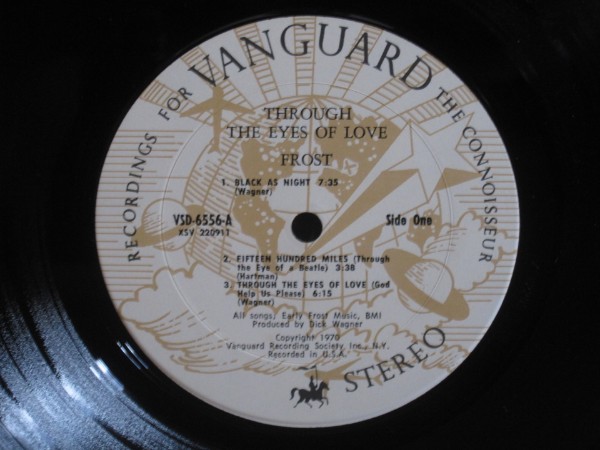 RECORDINGS FOR VANGUARD THE CONNOISSEUR
THROUGH
THE EYES OF LOVE
FROST
1. BLACK AS NIGHT 7:35
(Wagner)
VSD-6556-A Side One
XSV 220911
2. FIFTEEN HUNDRED MILES (Through
the Eye of a Beatle) 3:38
(Hartman)
3. THROUGH THE EYES OF LOVE (God
Help Us Please) 6:15
(Wagner)
All songs, Early Frost Music, BMI
Produced by Dick Wagner
Copyright 1970
Vanguard Recording Society Inc., N.Y.
Recorded in U.S.A.
STEREO